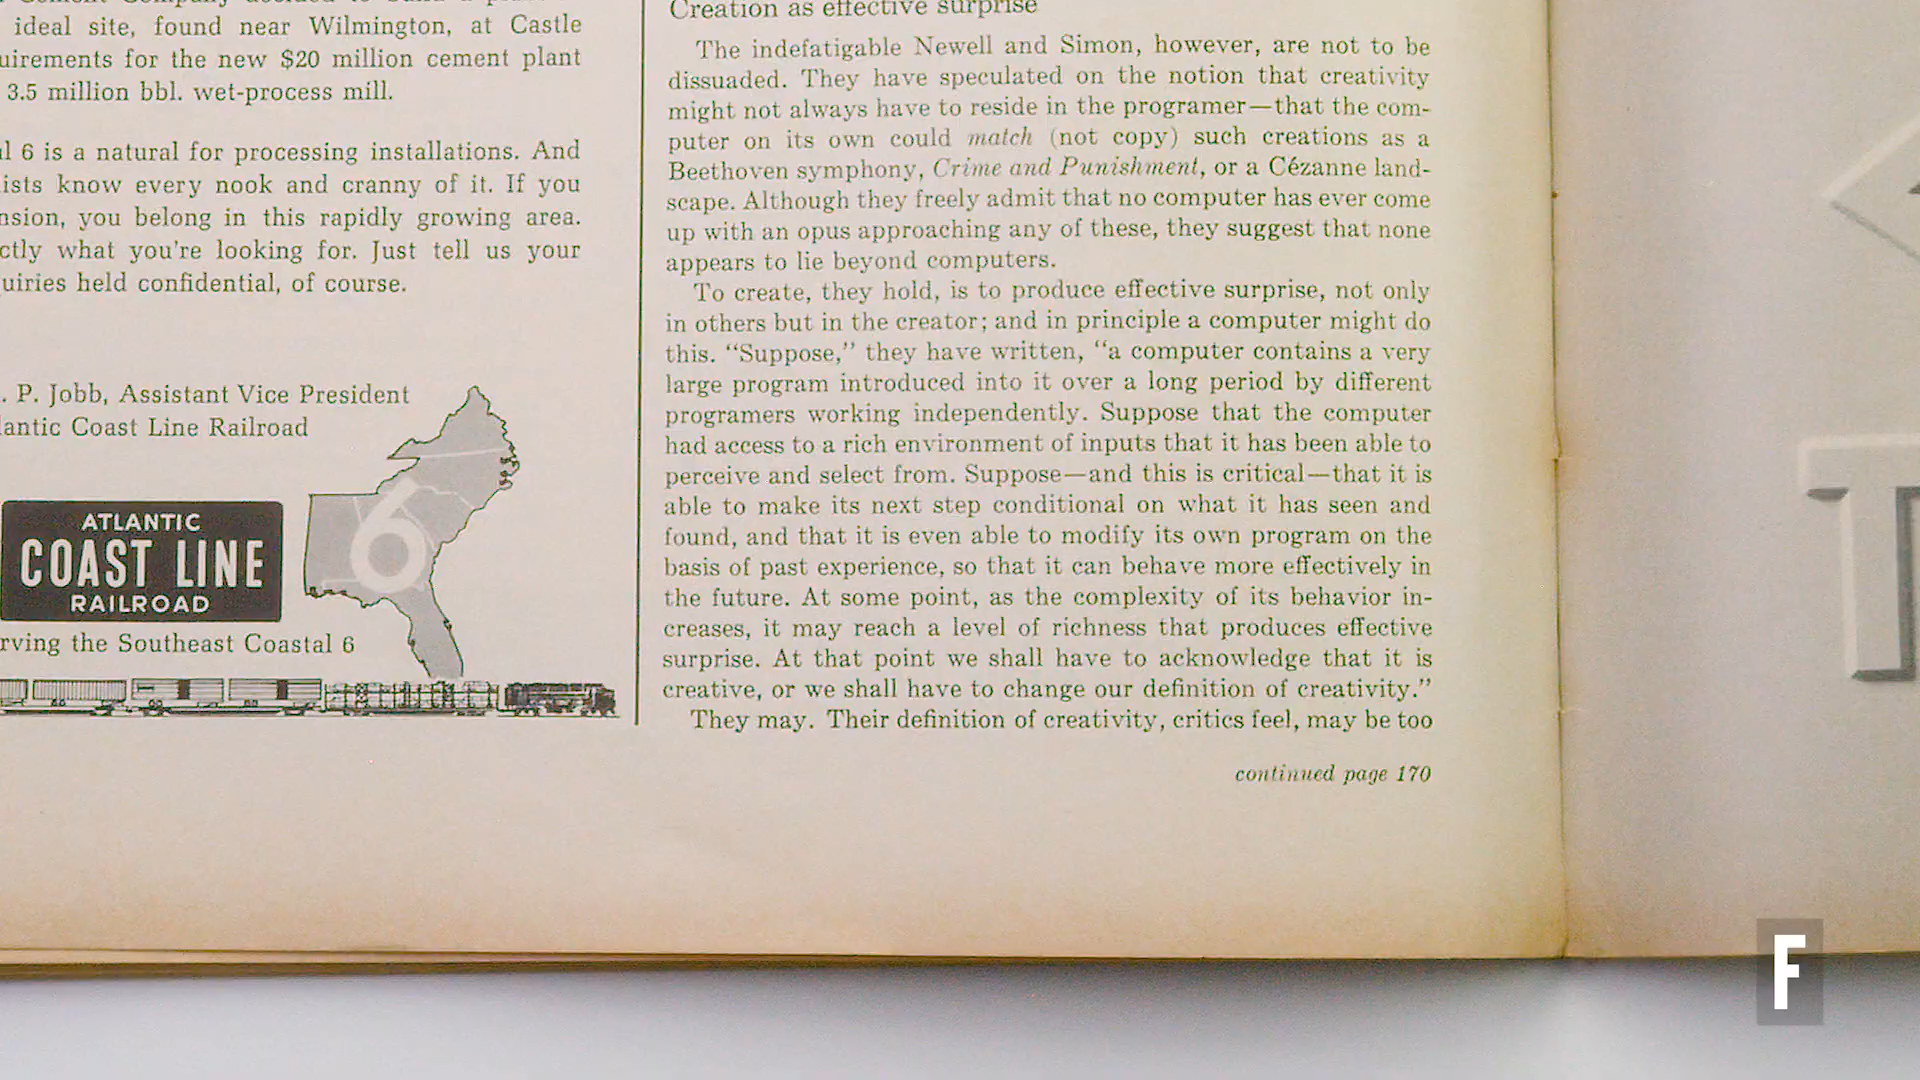 ideal site, found near Wilmington, at Castle
uirements for the new $20 million cement plant
3.5 million bbl. wet-process mill.
al 6 is a natural for processing installations. And
ists know every nook and cranny of it. If you
nsion, you belong in this rapidly growing area.
ctly what you're looking for. Just tell us your
uiries held confidential, of course.
. P. Jobb, Assistant Vice President
lantic Coast Line Railroad
ATLANTIC
COAST LINE
RAILROAD
6
rving the Southeast Coastal 6
Creation as effective surprise
The indefatigable Newell and Simon, however, are not to be
dissuaded. They have speculated on the notion that creativity
might not always have to reside in the programer—that the com-
puter on its own could match (not copy) such creations as a
Beethoven symphony, Crime and Punishment, or a Cézanne land-
scape. Although they freely admit that no computer has ever come
up with an opus approaching any of these, they suggest that none
appears to lie beyond computers.
To create, they hold, is to produce effective surprise, not only
in others but in the creator; and in principle a computer might do
this. “Suppose,” they have written, “a computer contains a very
large program introduced into it over a long period by different
programers working independently. Suppose that the computer
had access to a rich environment of inputs that it has been able to
perceive and select from. Suppose—and this is critical—that it is
able to make its next step conditional on what it has seen and
found, and that it is even able to modify its own program on the
basis of past experience, so that it can behave more effectively in
the future. At some point, as the complexity of its behavior in-
creases, it may reach a level of richness that produces effective
surprise. At that point we shall have to acknowledge that it is
creative, or we shall have to change our definition of creativity.”
They may. Their definition of creativity, critics feel, may be too
continued page 170
T
F